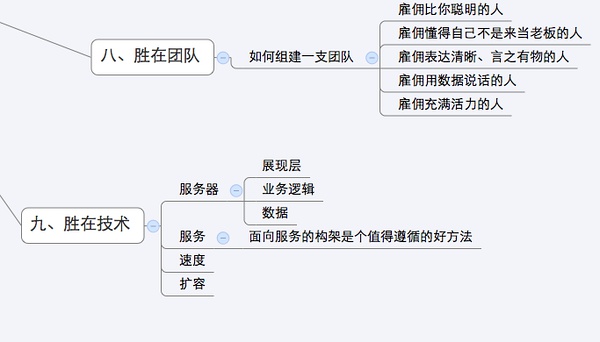 八、胜在团队
如何组建一支团队
雇佣比你聪明的人
雇佣懂得自己不是来当老板的人
雇佣表达清晰、言之有物的人
雇佣用数据说话的人
雇佣充满活力的人
九、胜在技术
服务器
展现层
业务逻辑
数据
服务
面向服务的构架是个值得遵循的好方法
速度
扩容